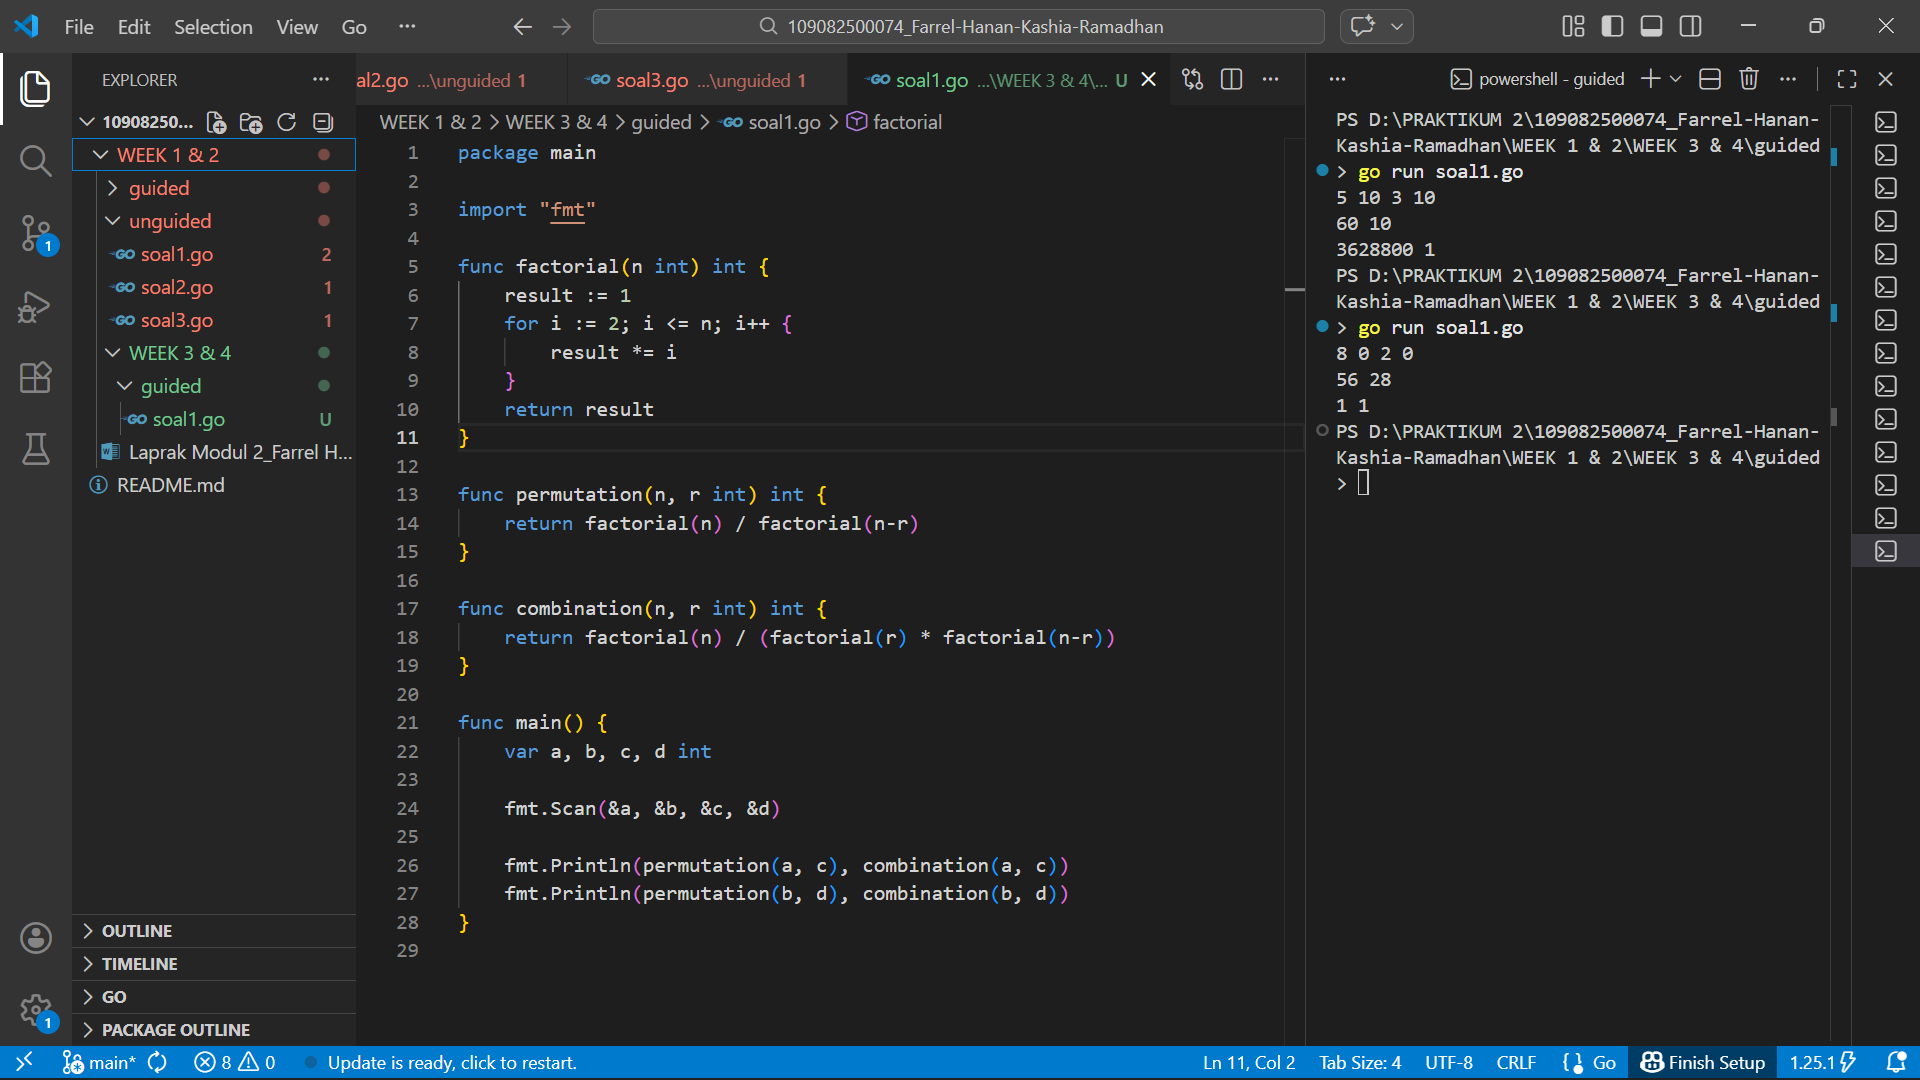 File Edit Selection View Go ···
109082500074_Farrel-Hanan-Kashia-Ramadhan
EXPLORER ···
10908250...
WEEK 1 & 2
guided
unguided
soal1.go 2
soal2.go 1
soal3.go 1
WEEK 3 & 4
guided
soal1.go U
Laprak Modul 2_Farrel H...
README.md
OUTLINE
TIMELINE
GO
PACKAGE OUTLINE
al2.go ...\unguided 1
soal3.go ...\unguided 1
soal1.go ...\WEEK 3 & 4\... U
WEEK 1 & 2 > WEEK 3 & 4 > guided > soal1.go > factorial
1 package main
2
3 import "fmt"
4
5 func factorial(n int) int {
6 result := 1
7 for i := 2; i <= n; i++ {
8 result *= i
9 }
10 return result
11 }
12
13 func permutation(n, r int) int {
14 return factorial(n) / factorial(n-r)
15 }
16
17 func combination(n, r int) int {
18 return factorial(n) / (factorial(r) * factorial(n-r))
19 }
20
21 func main() {
22 var a, b, c, d int
23
24 fmt.Scan(&a, &b, &c, &d)
25
26 fmt.Println(permutation(a, c), combination(a, c))
27 fmt.Println(permutation(b, d), combination(b, d))
28 }
29
powershell - guided
PS D:\PRAKTIKUM 2\109082500074_Farrel-Hanan-
Kashia-Ramadhan\WEEK 1 & 2\WEEK 3 & 4\guided
> go run soal1.go
5 10 3 10
60 10
3628800 1
PS D:\PRAKTIKUM 2\109082500074_Farrel-Hanan-
Kashia-Ramadhan\WEEK 1 & 2\WEEK 3 & 4\guided
> go run soal1.go
8 0 2 0
56 28
1 1
PS D:\PRAKTIKUM 2\109082500074_Farrel-Hanan-
Kashia-Ramadhan\WEEK 1 & 2\WEEK 3 & 4\guided
>
1
1
main* 8 0 Update is ready, click to restart. Ln 11, Col 2 Tab Size: 4 UTF-8 CRLF {} Go Finish Setup 1.25.1